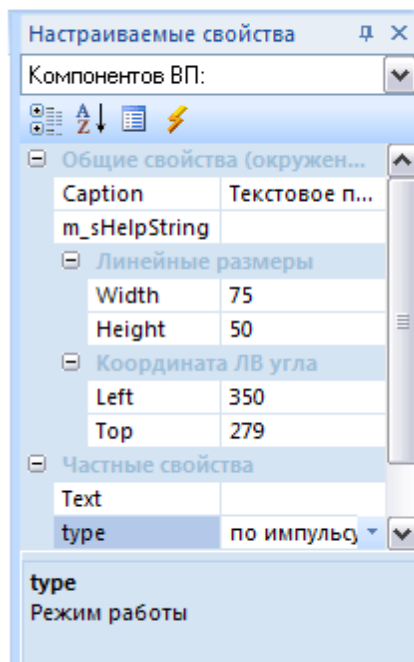 Настраиваемые свойства
Компонентов ВП:
Общие свойства (окружен...
Caption Текстовое п...
m_sHelpString
Линейные размеры
Width 75
Height 50
Координата ЛВ угла
Left 350
Top 279
Частные свойства
Text
type по импульсу
type
Режим работы